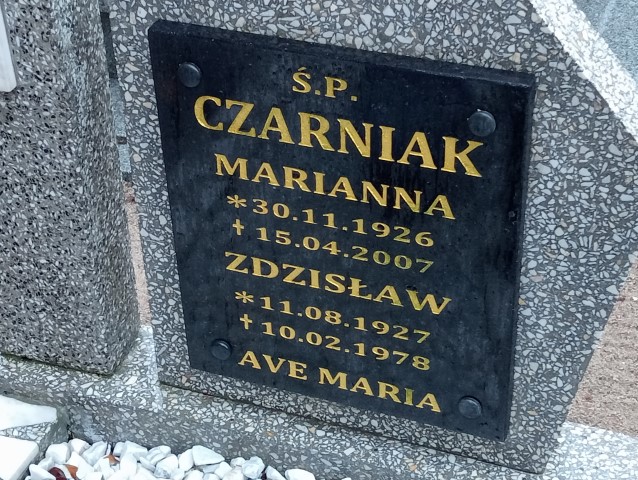 Ś.P.
CZARNIAK
MARIANNA
* 30.11.1926
† 15.04.2007
ZDZISŁAW
* 11.08.1927
† 10.02.1978
AVE MARIA